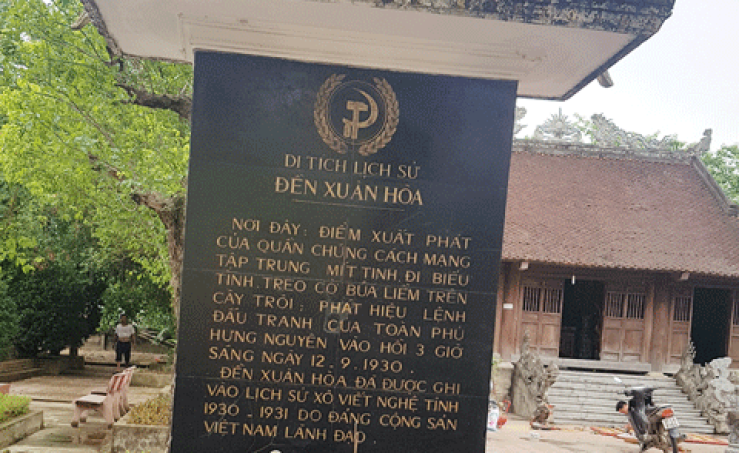 DI TÍCH LỊCH SỬ
ĐỀN XUÂN HÒA
NƠI ĐÂY: ĐIỂM XUẤT PHÁT
CỦA QUẦN CHÚNG CÁCH MẠNG
TẬP TRUNG MÍT TINH, ĐI BIỂU
TÌNH, TREO CỜ BÚA LIỀM TRÊN
CÂY TRÔI; PHÁT HIỆU LỆNH
ĐẤU TRANH CỦA TOÀN PHỦ
HƯNG NGUYÊN VÀO HỒI 3 GIỜ
SÁNG NGÀY 12-9.1930.
ĐỀN XUÂN HÒA ĐÃ ĐƯỢC GHI
VÀO LỊCH SỬ XÔ VIẾT NGHỆ TĨNH
1930-1931 DO ĐẢNG CỘNG SẢN
VIỆT NAM LÃNH ĐẠO.